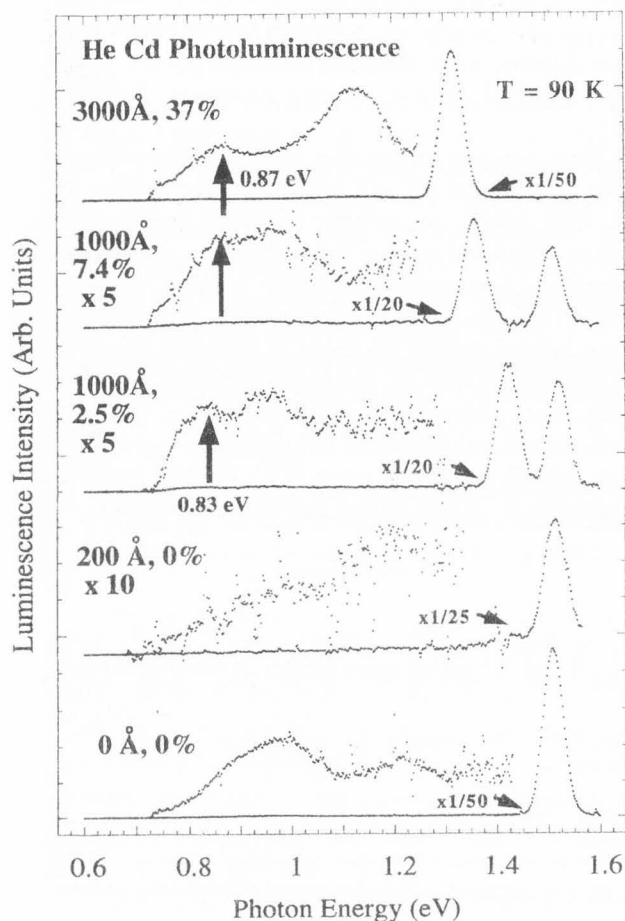 He Cd Photoluminescence
T = 90 K
3000Å, 37%
0.87 eV
x1/50
1000Å,
7.4%
x 5
x1/20
1000Å,
2.5%
x 5
x1/20
0.83 eV
200 Å, 0%
x 10
x1/25
0 Å, 0%
x1/50
0.6
0.8
1
1.2
1.4
1.6
Photon Energy (eV)
Luminescence Intensity (Arb. Units)